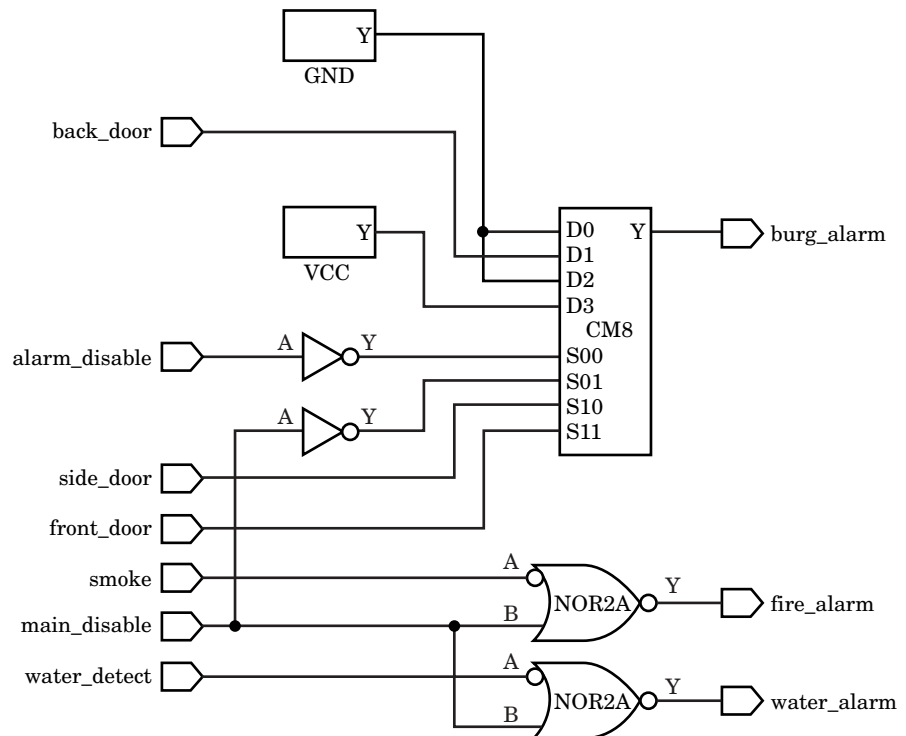 Y
GND
back_door
Y
VCC
D0 Y
D1
D2
D3
CM8
S00
S01
S10
S11
burg_alarm
alarm_disable
A Y
A Y
side_door
front_door
smoke
A
NOR2A
Y
fire_alarm
main_disable
B
water_detect
A
NOR2A
Y
water_alarm
B